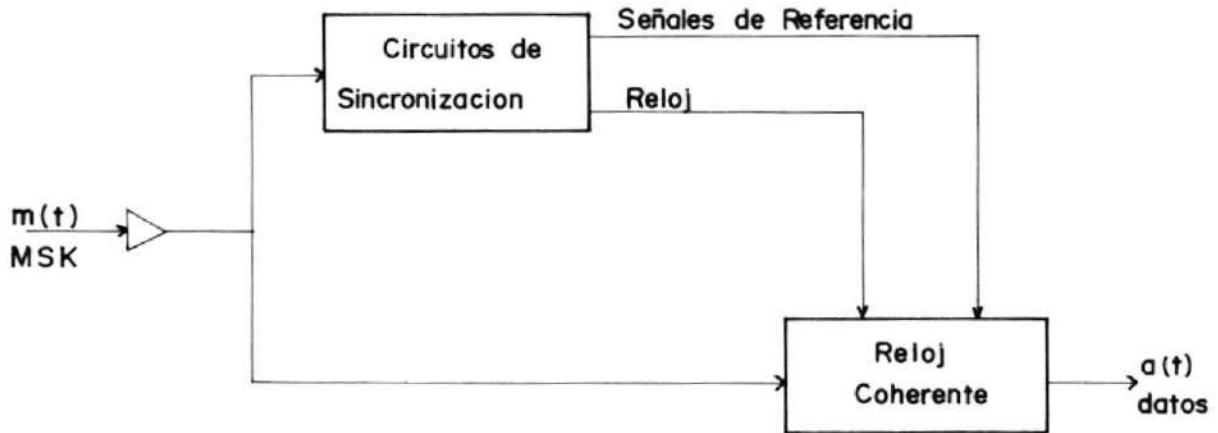 Señales de Referencia
Circuitos de
Sincronizacion
Reloj
m(t)
MSK
Reloj
Coherente
a(t)
datos